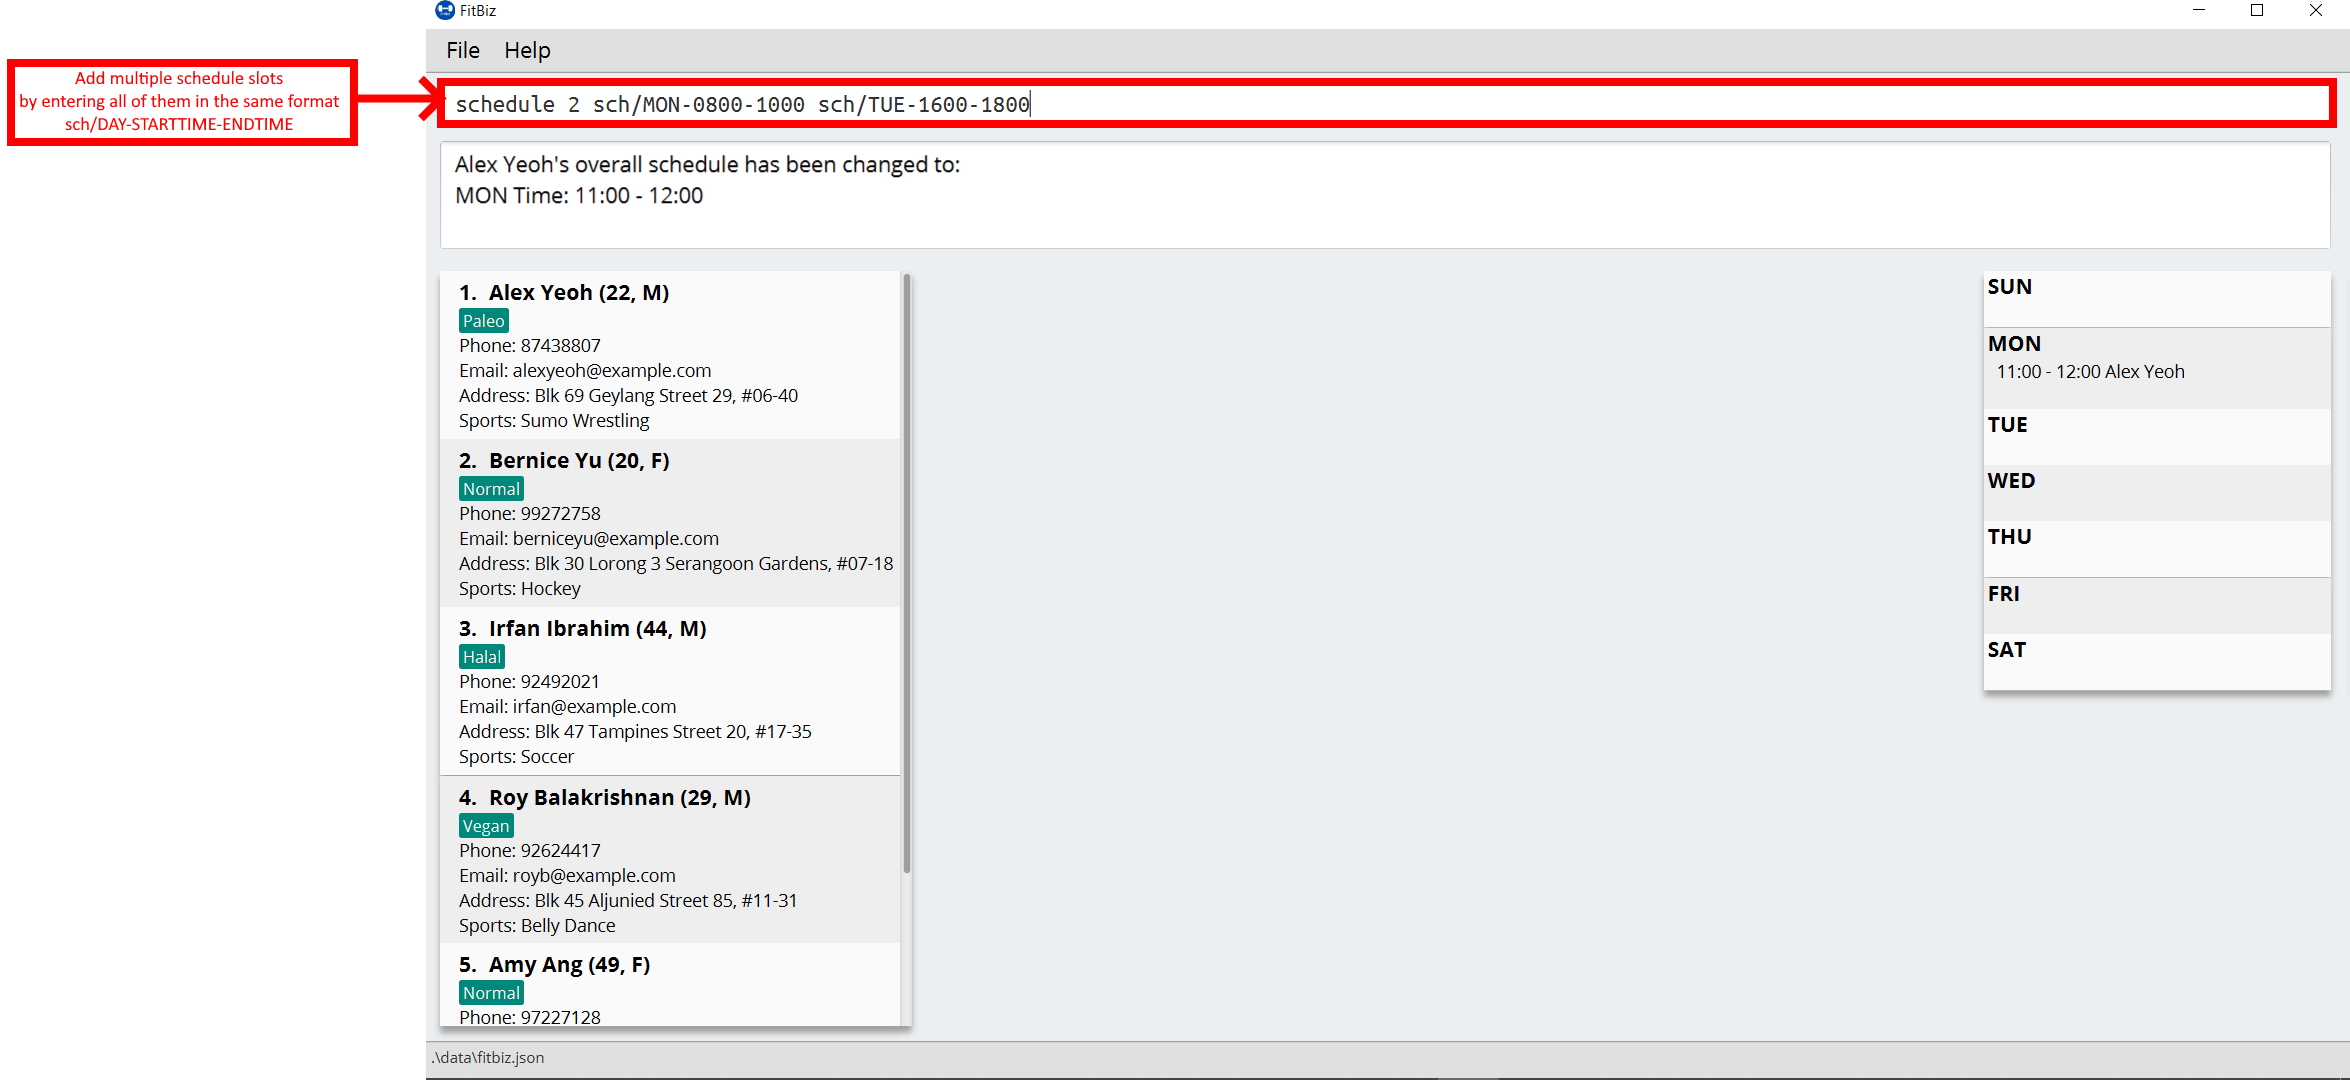 FitBiz
File Help
Add multiple schedule slots
by entering all of them in the same format
sch/DAY-STARTTIME-ENDTIME
schedule 2 sch/MON-0800-1000 sch/TUE-1600-1800
Alex Yeoh's overall schedule has been changed to:
MON Time: 11:00 - 12:00
1. Alex Yeoh (22, M)
Paleo
Phone: 87438807
Email: alexyeoh@example.com
Address: Blk 69 Geylang Street 29, #06-40
Sports: Sumo Wrestling
2. Bernice Yu (20, F)
Normal
Phone: 99272758
Email: berniceyu@example.com
Address: Blk 30 Lorong 3 Serangoon Gardens, #07-18
Sports: Hockey
3. Irfan Ibrahim (44, M)
Halal
Phone: 92492021
Email: irfan@example.com
Address: Blk 47 Tampines Street 20, #17-35
Sports: Soccer
4. Roy Balakrishnan (29, M)
Vegan
Phone: 92624417
Email: royb@example.com
Address: Blk 45 Aljunied Street 85, #11-31
Sports: Belly Dance
5. Amy Ang (49, F)
Normal
Phone: 97227128
SUN
MON
11:00 - 12:00 Alex Yeoh
TUE
WED
THU
FRI
SAT
.\data\fitbiz.json